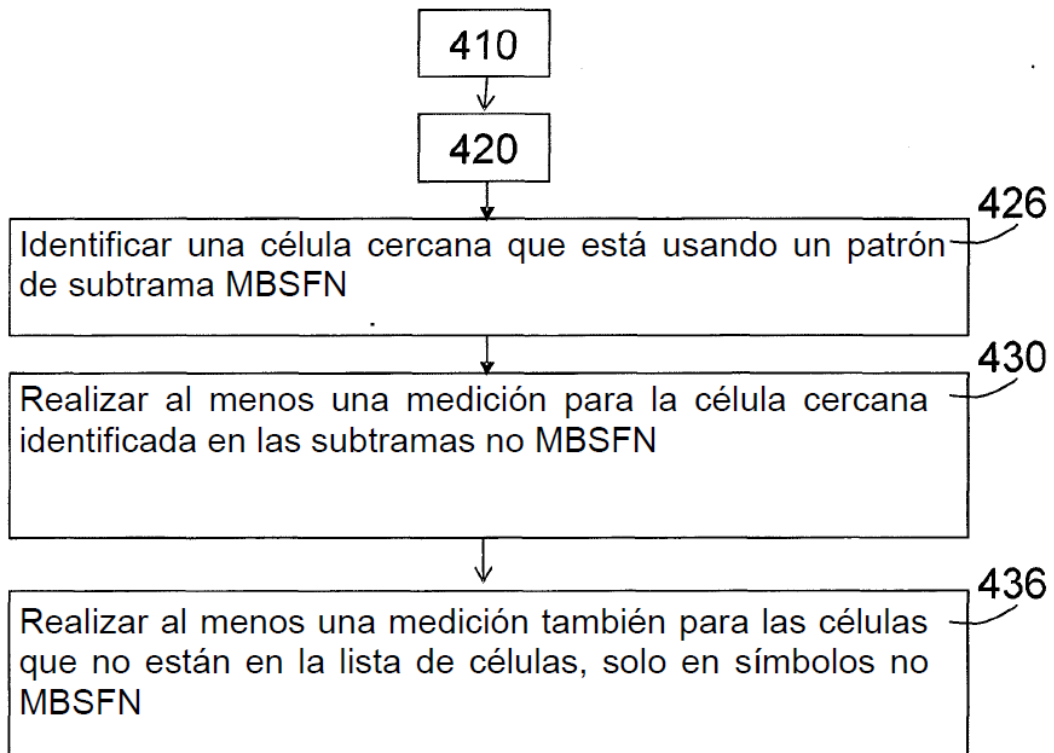 410
420
426
Identificar una célula cercana que está usando un patrón
de subtrama MBSFN
430
Realizar al menos una medición para la célula cercana
identificada en las subtramas no MBSFN
436
Realizar al menos una medición también para las células
que no están en la lista de células, solo en símbolos no
MBSFN